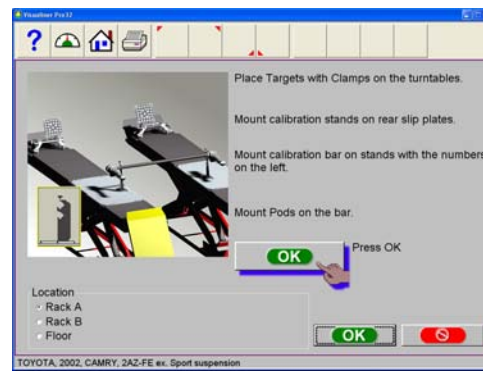 Visualiner Pro32
Place Targets with Clamps on the turntables.
Mount calibration stands on rear slip plates.
Mount calibration bar on stands with the numbers
on the left.
Mount Pods on the bar.
OK
Press OK
Location
Rack A
Rack B
Floor
OK
TOYOTA, 2002, CAMRY, 2AZ-FE ex. Sport suspension